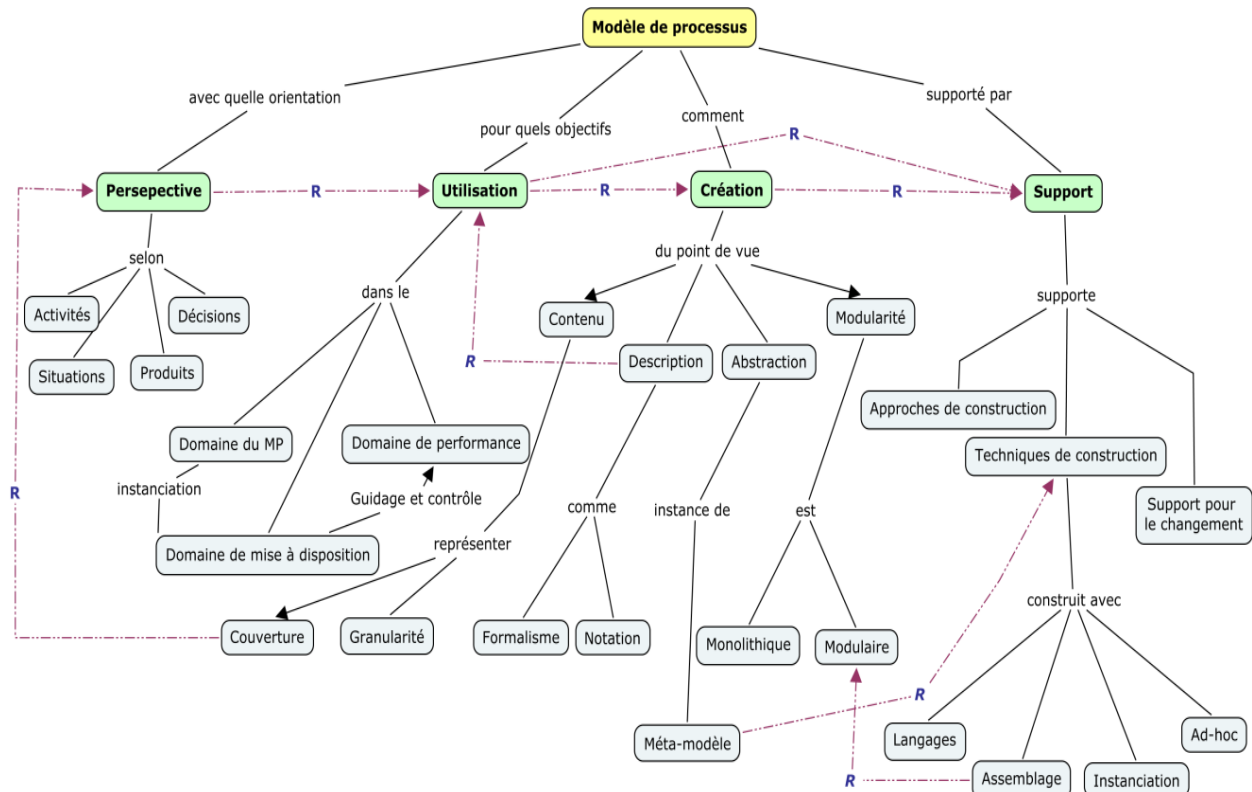 Modèle de processus
avec quelle orientation
supporté par
comment
pour quels objectifs
R
Persepective
R
Utilisation
R
Création
R
Support
selon
du point de vue
dans le
supporte
Activités
Décisions
Contenu
Modularité
R
Description
Abstraction
Situations
Produits
Approches de construction
Domaine du MP
Domaine de performance
Techniques de construction
R
instanciation
Guidage et contrôle
comme
instance de
est
Support pour
le changement
Domaine de mise à disposition
représenter
construit avec
Couverture
Granularité
Formalisme
Notation
Monolithique
Modulaire
R
Méta-modèle
Langages
Ad-hoc
R
Assemblage
Instanciation